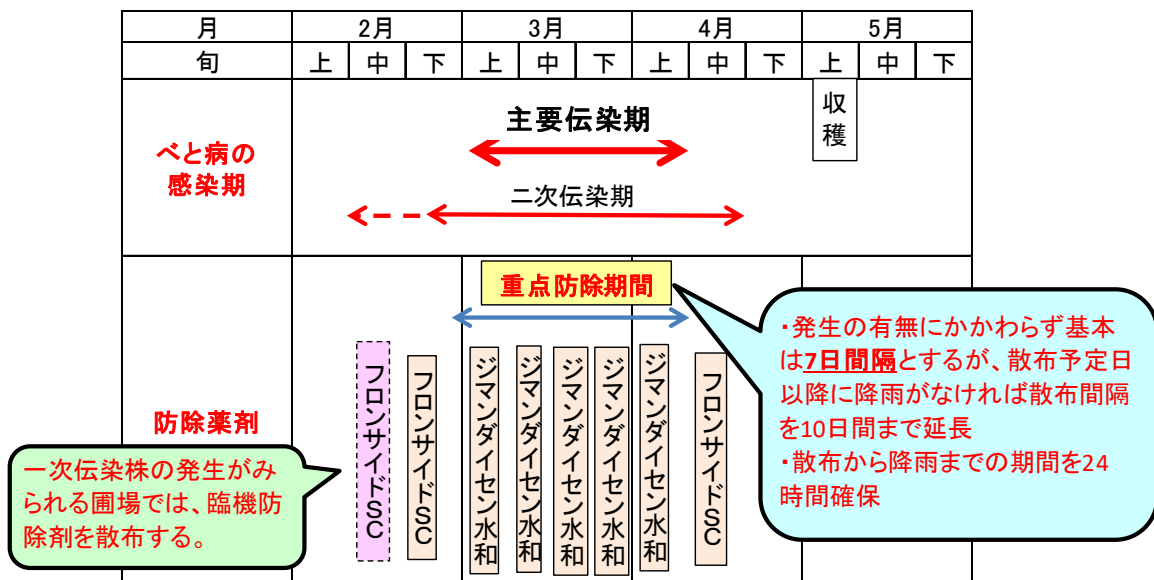 月 2月 3月 4月 5月
旬 上 中 下 上 中 下 上 中 下 上 中 下
べと病の
感染期
主要伝染期
二次伝染期
収穫
防除薬剤
重点防除期間
フロンサイドSC
フロンサイドSC
ジマンダイセン水和
ジマンダイセン水和
ジマンダイセン水和
ジマンダイセン水和
ジマンダイセン水和
フロンサイドSC
・発生の有無にかかわらず基本
は7日間隔とするが、散布予定日
以降に降雨がなければ散布間隔
を10日間まで延長
・散布から降雨までの期間を24
時間確保
一次伝染株の発生がみ
られる圃場では、臨機防
除剤を散布する。